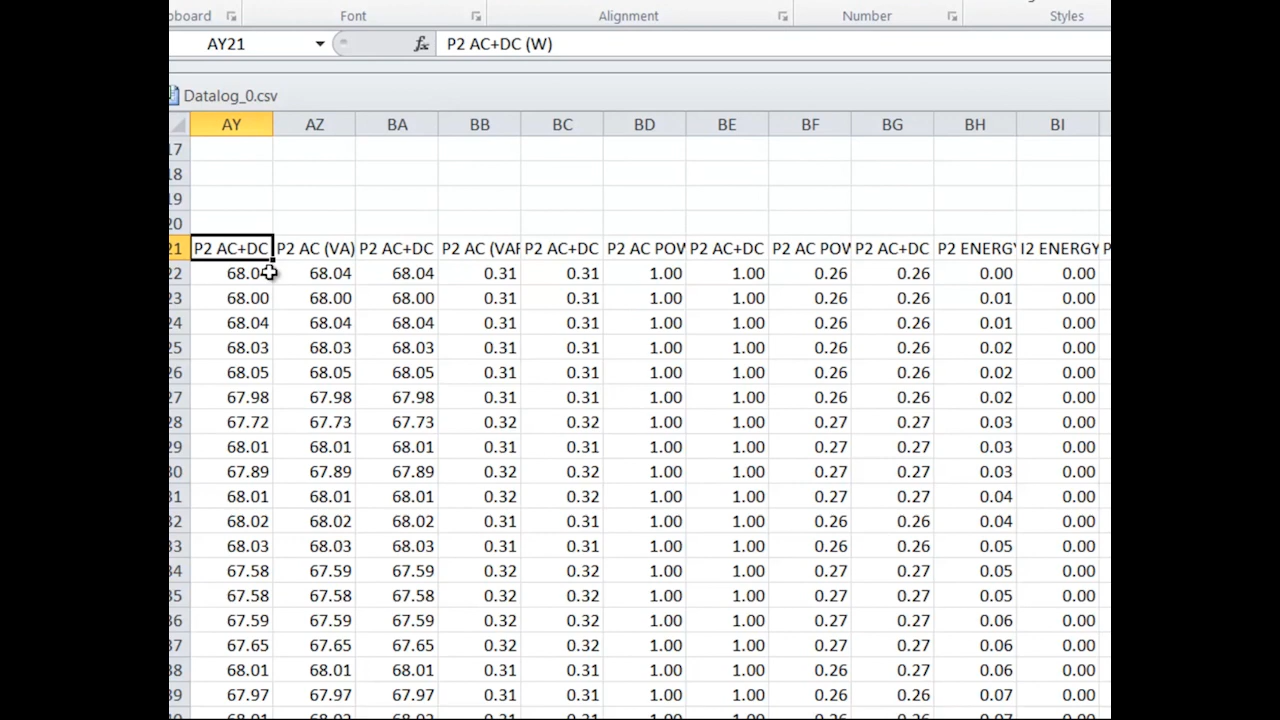 pboard Font Alignment Number Styles
AY21 fx P2 AC+DC (W)
Datalog_0.csv
AY AZ BA BB BC BD BE BF BG BH BI
17
18
19
20
21 P2 AC+DC P2 AC (VA) P2 AC+DC P2 AC (VAR P2 AC+DC P2 AC POW P2 AC+DC P2 AC POW P2 AC+DC P2 ENERGY I2 ENERGY P
22 68.04 68.04 68.04 0.31 0.31 1.00 1.00 0.26 0.26 0.00 0.00
23 68.00 68.00 68.00 0.31 0.31 1.00 1.00 0.26 0.26 0.01 0.00
24 68.04 68.04 68.04 0.31 0.31 1.00 1.00 0.26 0.26 0.01 0.00
25 68.03 68.03 68.03 0.31 0.31 1.00 1.00 0.26 0.26 0.02 0.00
26 68.05 68.05 68.05 0.31 0.31 1.00 1.00 0.26 0.26 0.02 0.00
27 67.98 67.98 67.98 0.31 0.31 1.00 1.00 0.26 0.26 0.02 0.00
28 67.72 67.73 67.73 0.32 0.32 1.00 1.00 0.27 0.27 0.03 0.00
29 68.01 68.01 68.01 0.31 0.31 1.00 1.00 0.27 0.27 0.03 0.00
30 67.89 67.89 67.89 0.32 0.32 1.00 1.00 0.27 0.27 0.03 0.00
31 68.01 68.01 68.01 0.32 0.32 1.00 1.00 0.27 0.27 0.04 0.00
32 68.02 68.02 68.02 0.31 0.31 1.00 1.00 0.26 0.26 0.04 0.00
33 68.03 68.03 68.03 0.31 0.31 1.00 1.00 0.26 0.26 0.05 0.00
34 67.58 67.59 67.59 0.32 0.32 1.00 1.00 0.27 0.27 0.05 0.00
35 67.58 67.58 67.58 0.32 0.32 1.00 1.00 0.27 0.27 0.05 0.00
36 67.59 67.59 67.59 0.32 0.32 1.00 1.00 0.27 0.27 0.06 0.00
37 67.65 67.65 67.65 0.32 0.32 1.00 1.00 0.27 0.27 0.06 0.00
38 68.01 68.01 68.01 0.31 0.31 1.00 1.00 0.26 0.27 0.06 0.00
39 67.97 67.97 67.97 0.31 0.31 1.00 1.00 0.26 0.26 0.07 0.00